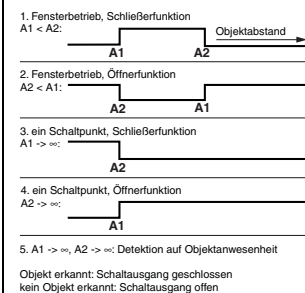 1. Fensterbetrieb, Schließerfunktion
A1 < A2:
Objektabstand
A1 A2
2. Fensterbetrieb, Öffnerfunktion
A2 < A1:
A2 A1
3. ein Schaltpunkt, Schließerfunktion
A1 -> ∞:
A2
4. ein Schaltpunkt, Öffnerfunktion
A2 -> ∞:
A1
5. A1 -> ∞, A2 -> ∞: Detektion auf Objektanwesenheit
Objekt erkannt: Schaltausgang geschlossen
kein Objekt erkannt: Schaltausgang offen